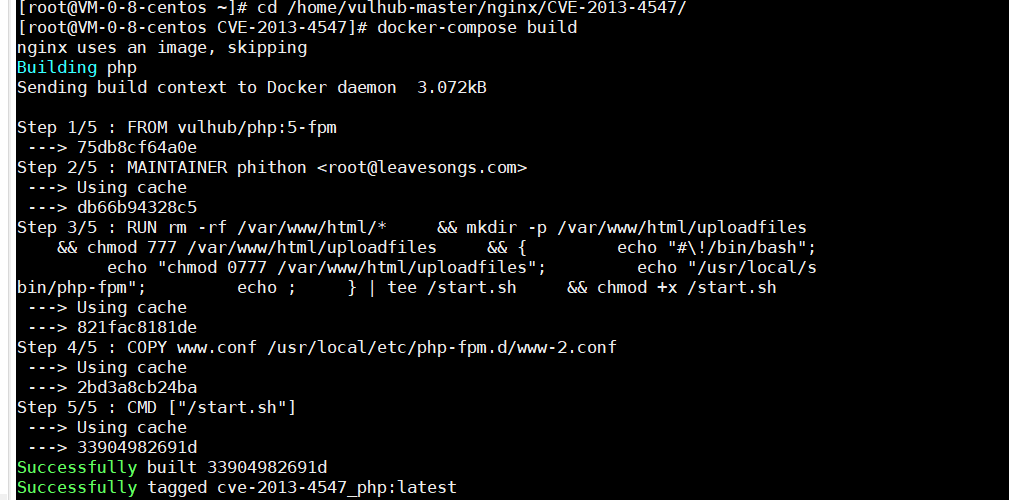 [root@VM-0-8-centos ~]# cd /home/vulhub-master/nginx/CVE-2013-4547/
[root@VM-0-8-centos CVE-2013-4547]# docker-compose build
nginx uses an image, skipping
Building php
Sending build context to Docker daemon  3.072kB
Step 1/5 : FROM vulhub/php:5-fpm
 ---> 75db8cf64a0e
Step 2/5 : MAINTAINER phithon <root@leavesongs.com>
 ---> Using cache
 ---> db66b94328c5
Step 3/5 : RUN rm -rf /var/www/html/*     && mkdir -p /var/www/html/uploadfiles
    && chmod 777 /var/www/html/uploadfiles     && {         echo "#\!/bin/bash";
         echo "chmod 0777 /var/www/html/uploadfiles";         echo "/usr/local/s
bin/php-fpm";         echo ;     } | tee /start.sh     && chmod +x /start.sh
 ---> Using cache
 ---> 821fac8181de
Step 4/5 : COPY www.conf /usr/local/etc/php-fpm.d/www-2.conf
 ---> Using cache
 ---> 2bd3a8cb24ba
Step 5/5 : CMD ["/start.sh"]
 ---> Using cache
 ---> 33904982691d
Successfully built 33904982691d
Successfully tagged cve-2013-4547_php:latest